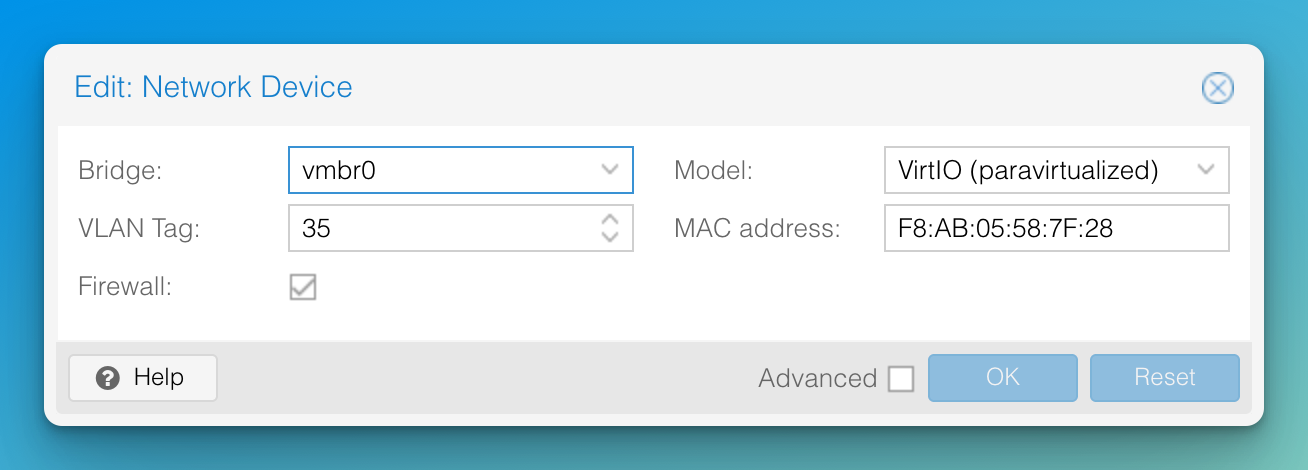 Edit: Network Device
Bridge: vmbr0 Model: VirtIO (paravirtualized)
VLAN Tag: 35 MAC address: F8:AB:05:58:7F:28
Firewall:
Help Advanced OK Reset